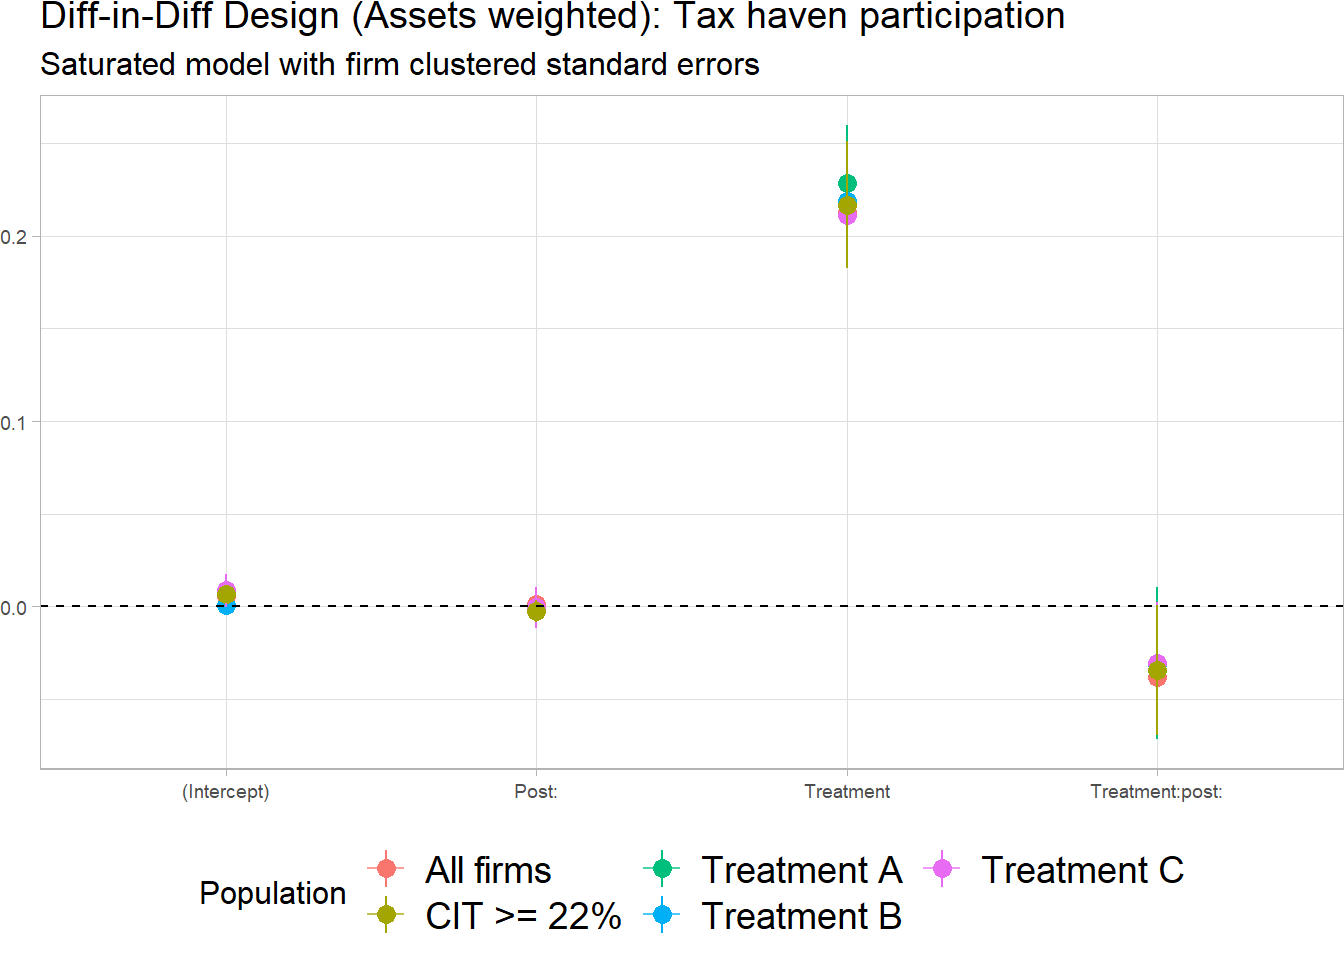 Diff-in-Diff Design (Assets weighted): Tax haven participation
Saturated model with firm clustered standard errors
0.2
0.1
0.0
(Intercept) Post: Treatment Treatment:post:
Population
All firms Treatment A Treatment C
CIT >= 22% Treatment B